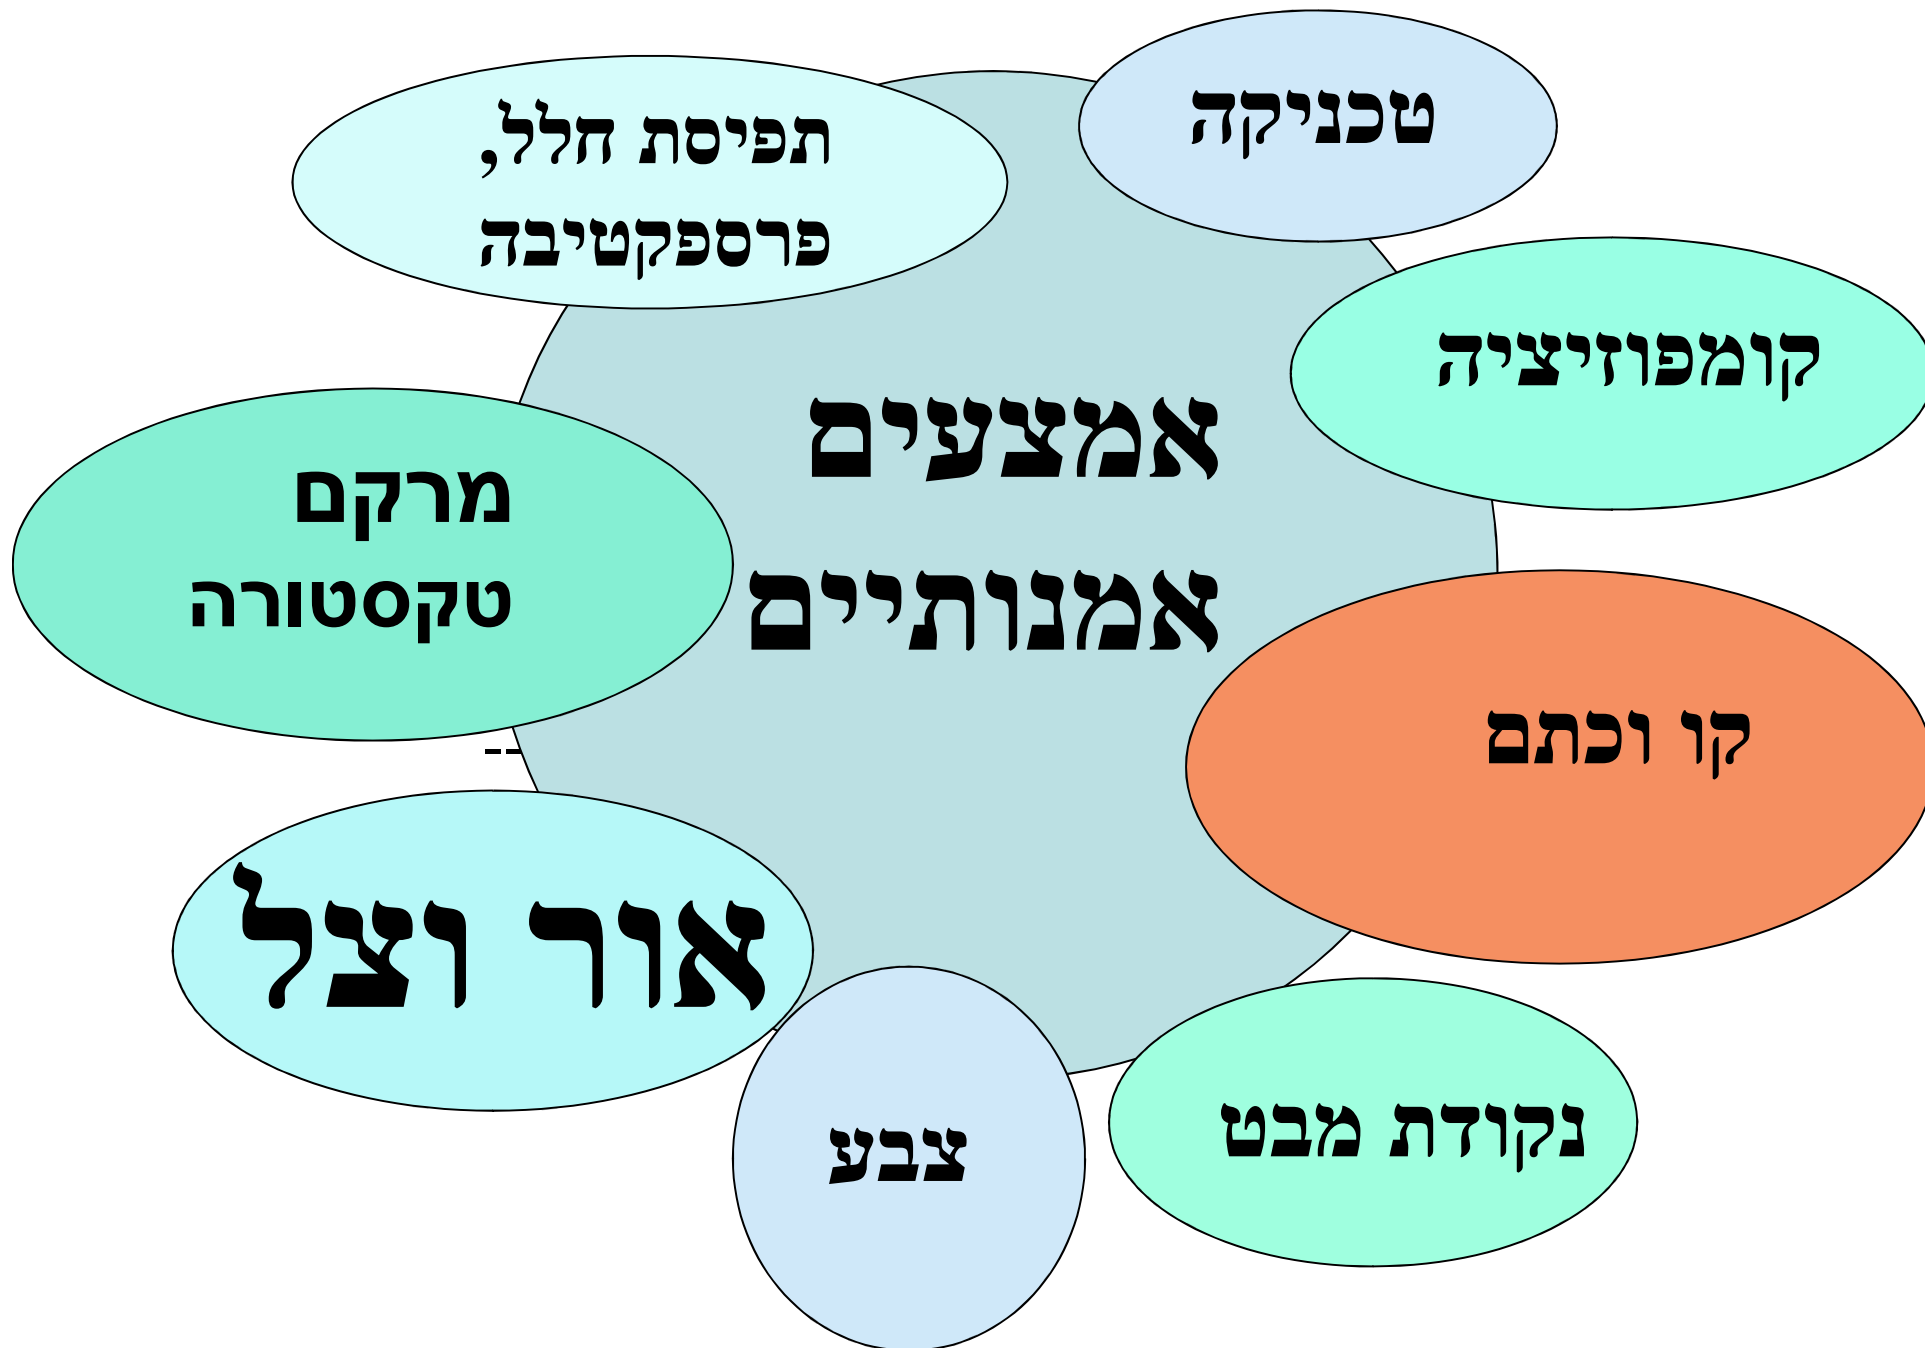 אמצעים
אמנותיים
טכניקה
קומפוזיציה
קו וכתם
נקודת מבט
צבע
אור וצל
מרקם
טקסטורה
תפיסת חלל,
פרספקטיבה
--